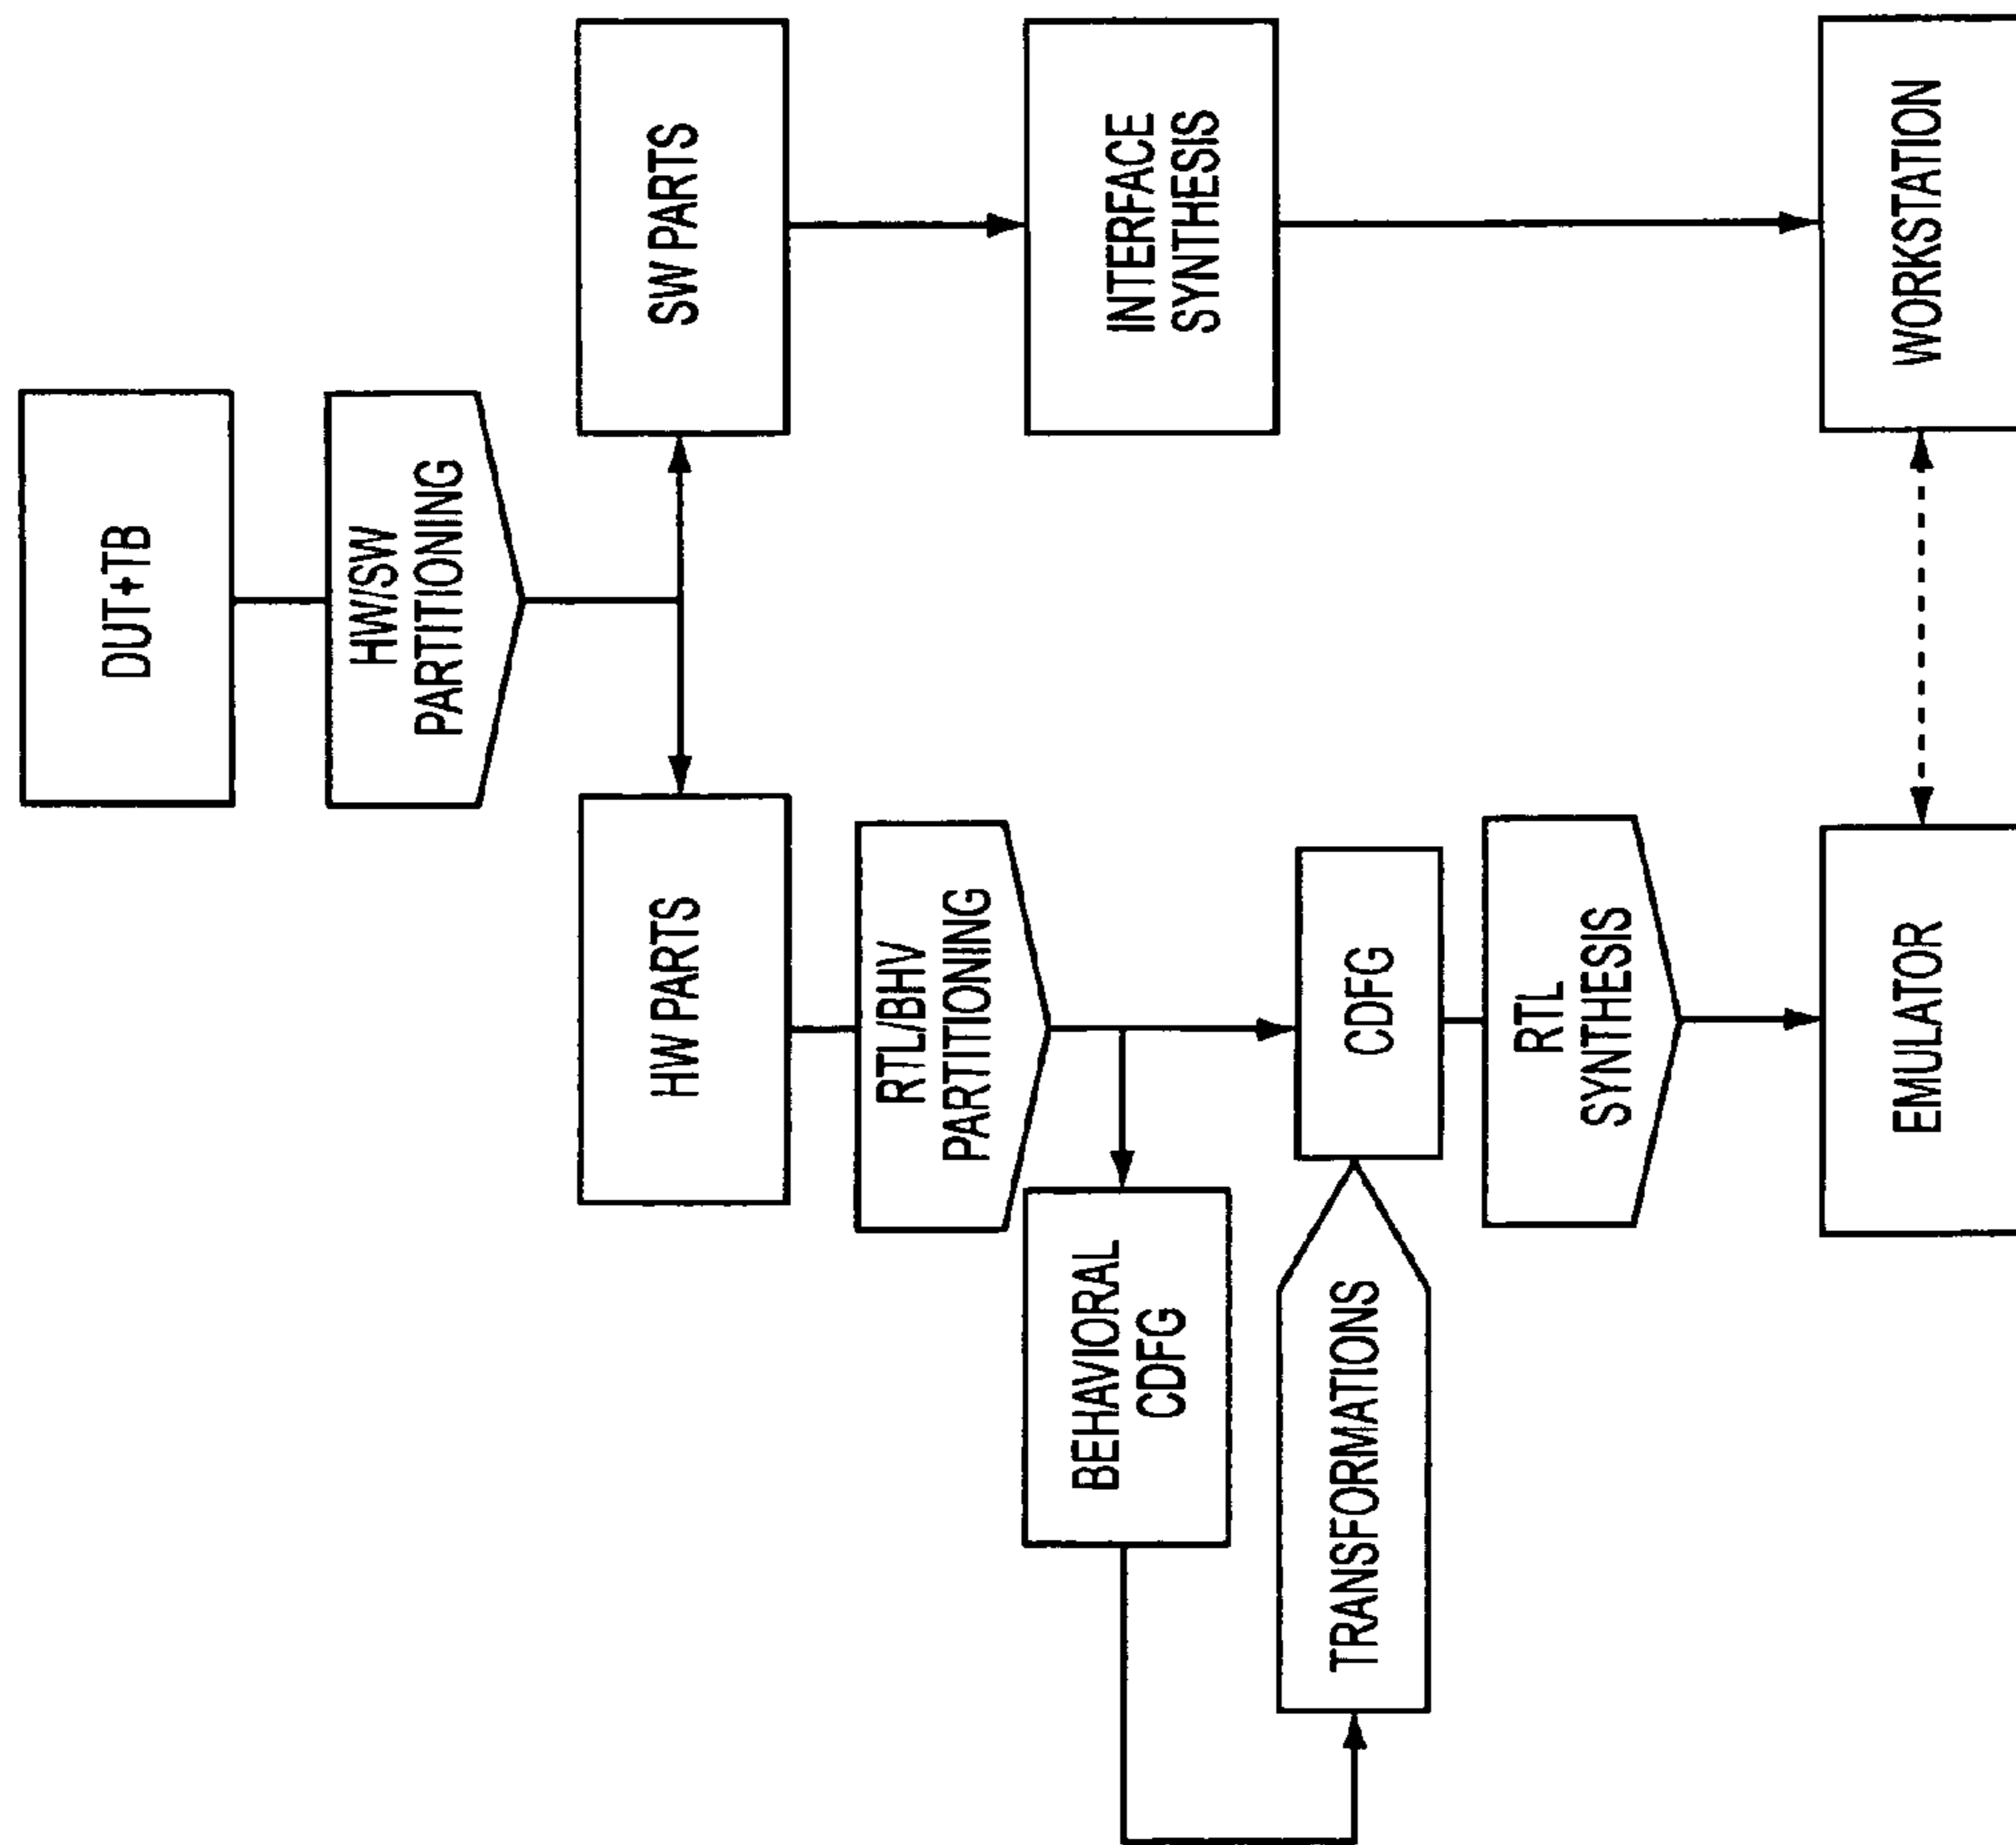 DUT+TB
HW/SW
PARTITIONING
SW PARTS
HW PARTS
RTL/BHV
PARTITIONING
INTERFACE
SYNTHESIS
BEHAVIORAL
CDFG
TRANSFORMATIONS
CDFG
RTL
SYNTHESIS
EMULATOR
WORKSTATION